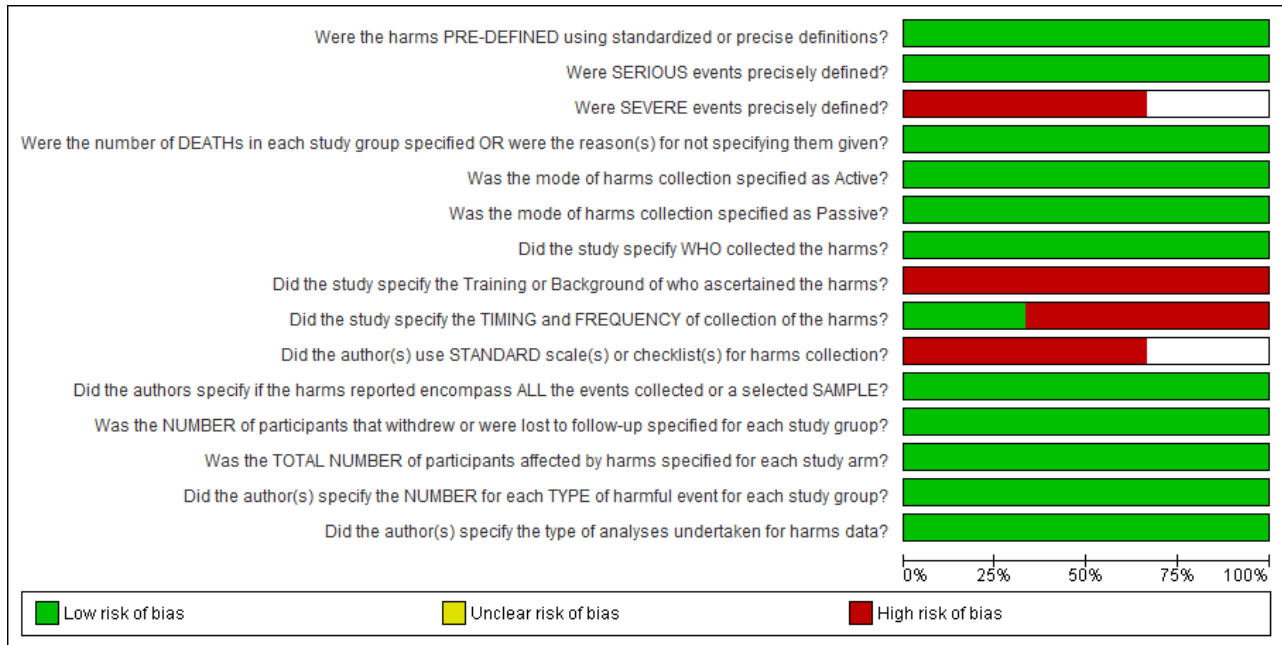 Were the harms PRE-DEFINED using standardized or precise definitions?
Were SERIOUS events precisely defined?
Were SEVERE events precisely defined?
Were the number of DEATHs in each study group specified OR were the reason(s) for not specifying them given?
Was the mode of harms collection specified as Active?
Was the mode of harms collection specified as Passive?
Did the study specify WHO collected the harms?
Did the study specify the Training or Background of who ascertained the harms?
Did the study specify the TIMING and FREQUENCY of collection of the harms?
Did the author(s) use STANDARD scale(s) or checklist(s) for harms collection?
Did the authors specify if the harms reported encompass ALL the events collected or a selected SAMPLE?
Was the NUMBER of participants that withdrew or were lost to follow-up specified for each study gruop?
Was the TOTAL NUMBER of participants affected by harms specified for each study arm?
Did the author(s) specify the NUMBER for each TYPE of harmful event for each study group?
Did the author(s) specify the type of analyses undertaken for harms data?
0% 25% 50% 75% 100%
Low risk of bias Unclear risk of bias High risk of bias